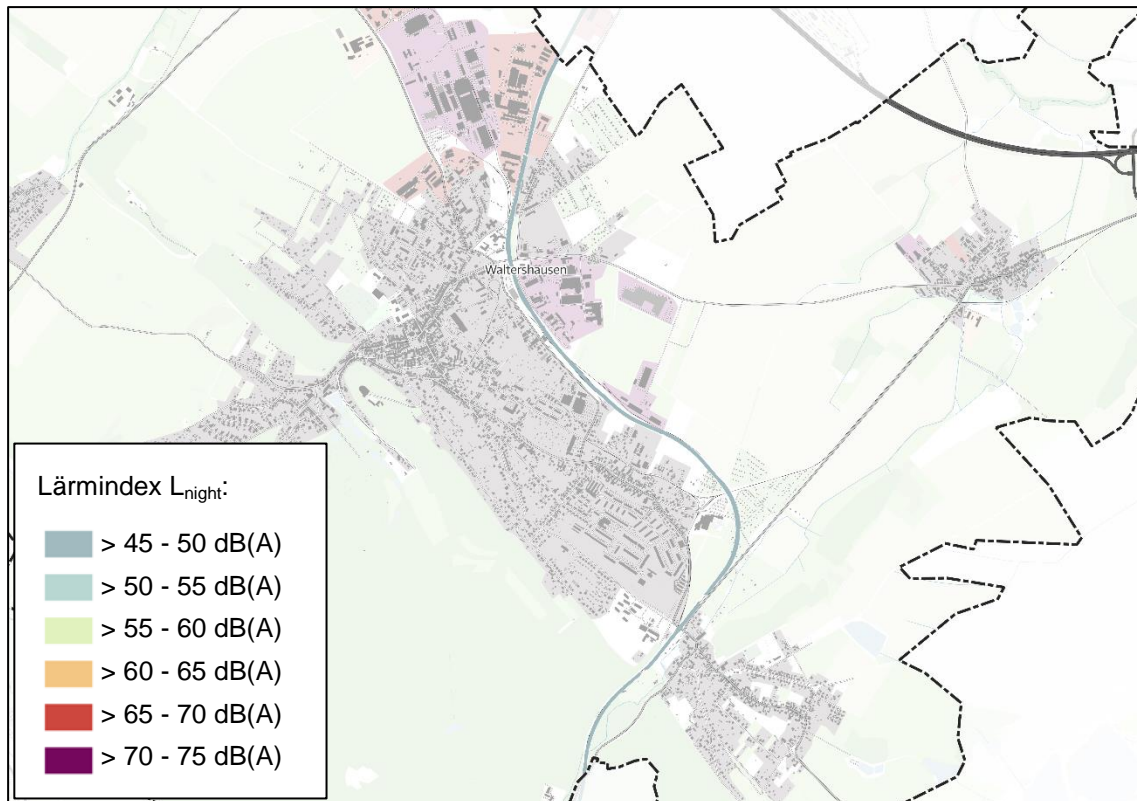 Waltershausen
Lärmindex Lnight:
> 45 - 50 dB(A)
> 50 - 55 dB(A)
> 55 - 60 dB(A)
> 60 - 65 dB(A)
> 65 - 70 dB(A)
> 70 - 75 dB(A)